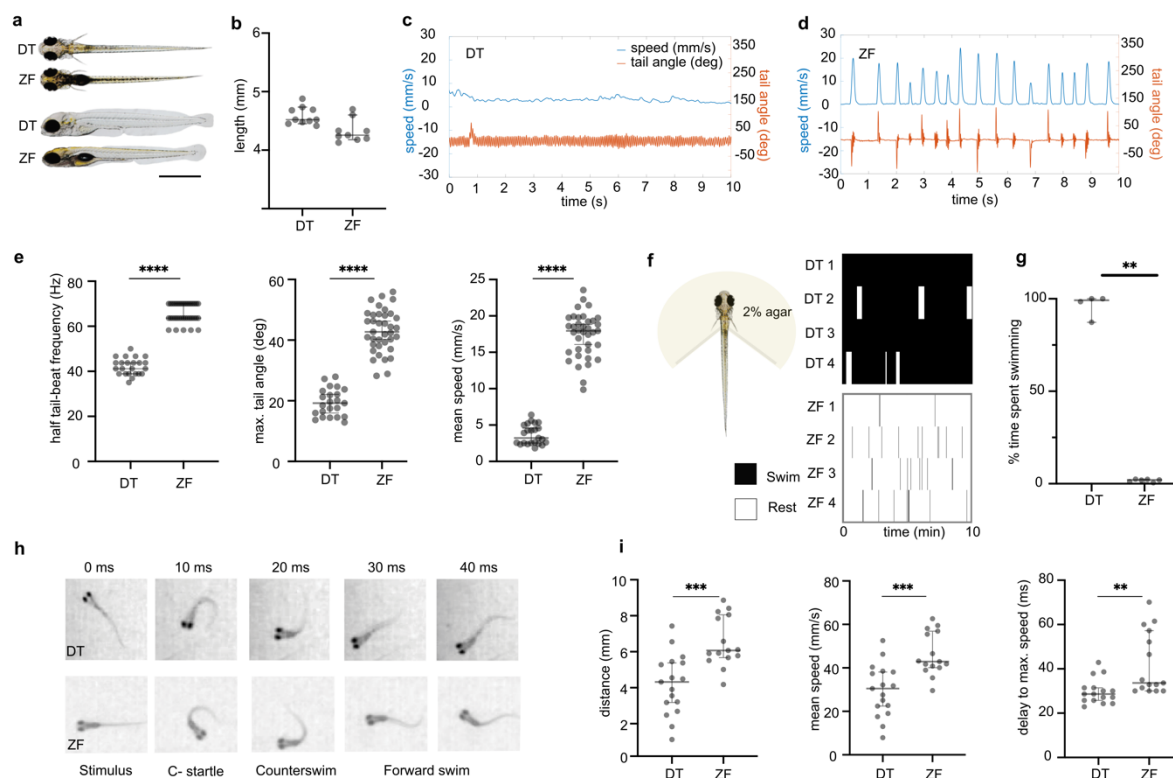 a
DT
ZF
DT
ZF
b
length (mm)
6
5
4
DT ZF
c
DT
speed (mm/s)
tail angle (deg)
speed (mm/s)
30
20
10
0
-10
-20
-30
tail angle (deg)
350
250
150
50
-50
0 1 2 3 4 5 6 7 8 9 10
time (s)
d
ZF
speed (mm/s)
30
20
10
0
-10
-20
30
tail angle (deg)
350
250
150
50
-50
0 1 2 3 4 5 6 7 8 9 10
time (s)
e
half tail-beat frequency (Hz)
80
60
40
20
0
****
DT ZF
max. tail angle (deg)
60
40
20
0
****
DT ZF
mean speed (mm/s)
25
20
15
10
5
0
****
DT ZF
f
2% agar
Swim
Rest
DT 1
DT 2
DT 3
DT 4
ZF 1
ZF 2
ZF 3
ZF 4
0 time (min) 10
g
% time spent swimming
100
50
0
**
DT ZF
h
0 ms 10 ms 20 ms 30 ms 40 ms
DT
ZF
Stimulus C- startle Counterswim Forward swim
i
distance (mm)
10
8
6
4
2
0
***
DT ZF
mean speed (mm/s)
80
60
40
20
0
***
DT ZF
delay to max. speed (ms)
80
60
40
20
0
**
DT ZF